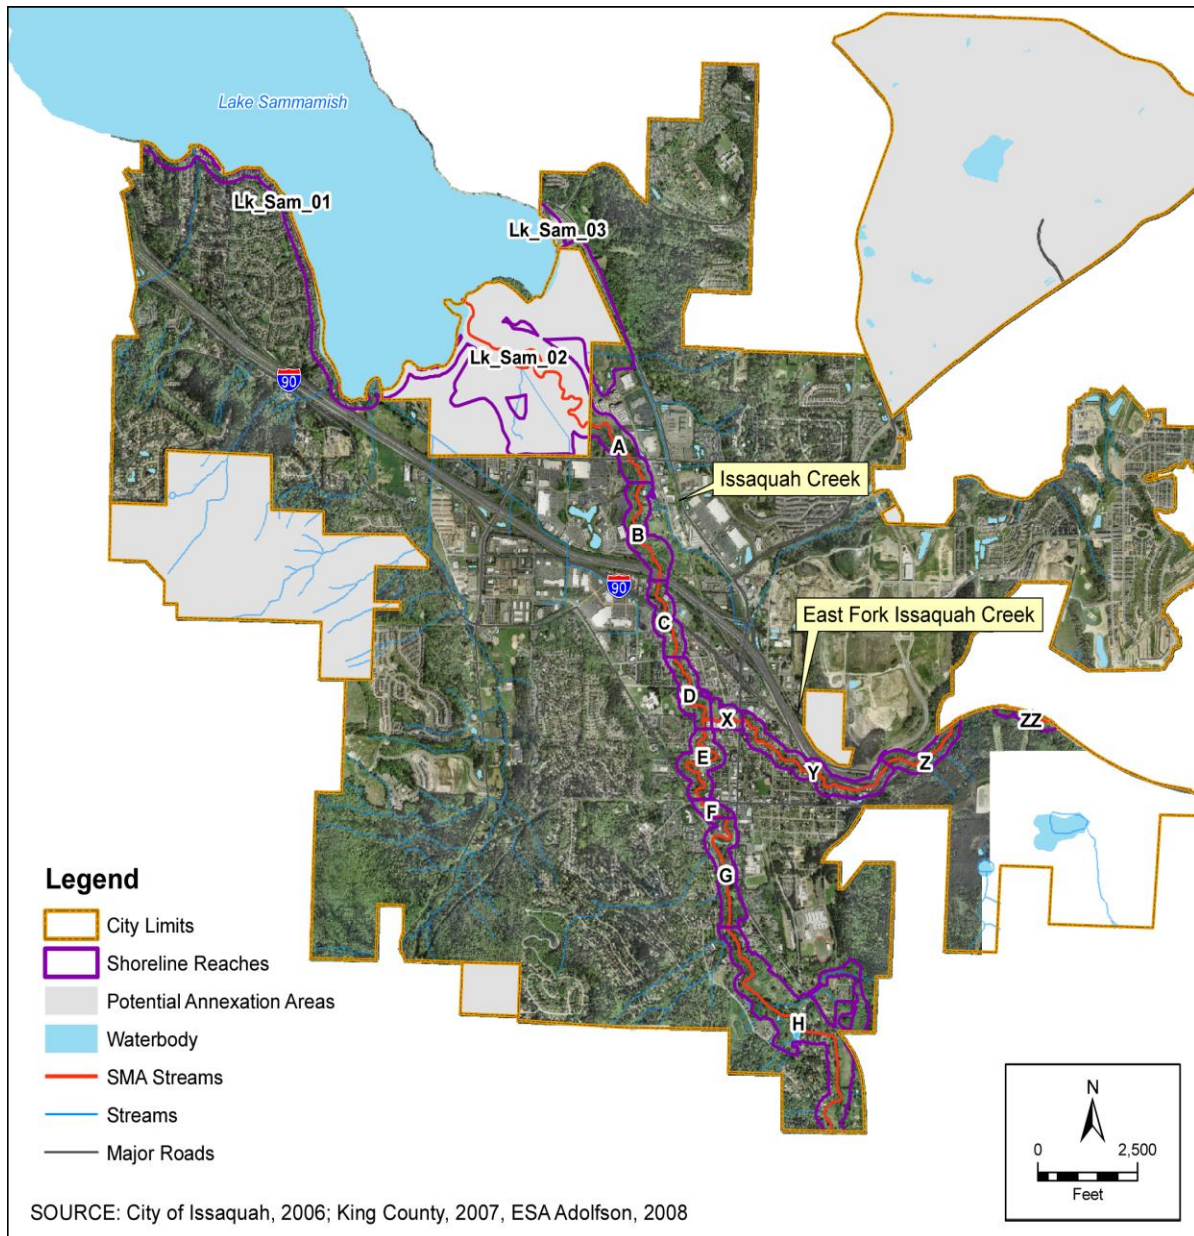 Lake Sammamish
Lk_Sam_01
Lk_Sam_03
Lk_Sam_02
90
A
Issaquah Creek
B
90
C
East Fork Issaquah Creek
D
X
ZZ
E
Y
Z
F
G
H
Legend
City Limits
Shoreline Reaches
Potential Annexation Areas
Waterbody
SMA Streams
Streams
Major Roads
N
0 2,500
Feet
SOURCE: City of Issaquah, 2006; King County, 2007, ESA Adolfson, 2008